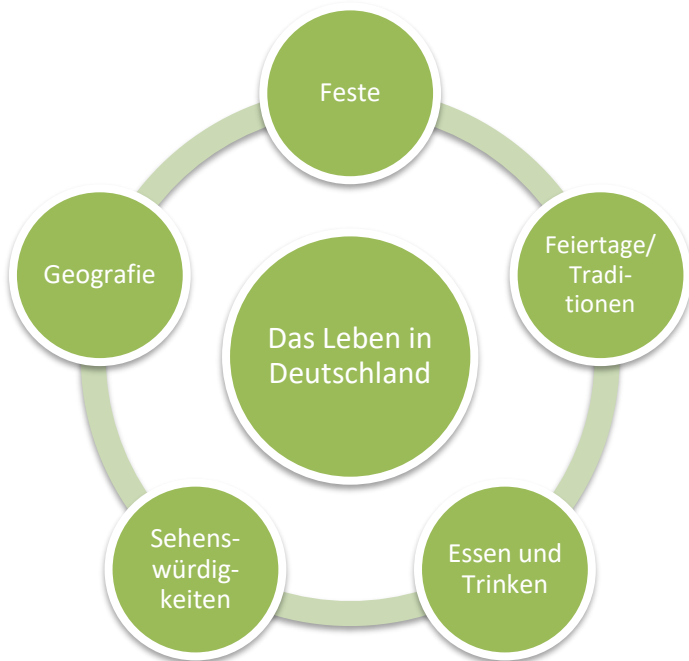 Feste
Feiertage/
Tradi-
tionen
Essen und
Trinken
Sehens-
würdig-
keiten
Geografie
Das Leben in
Deutschland